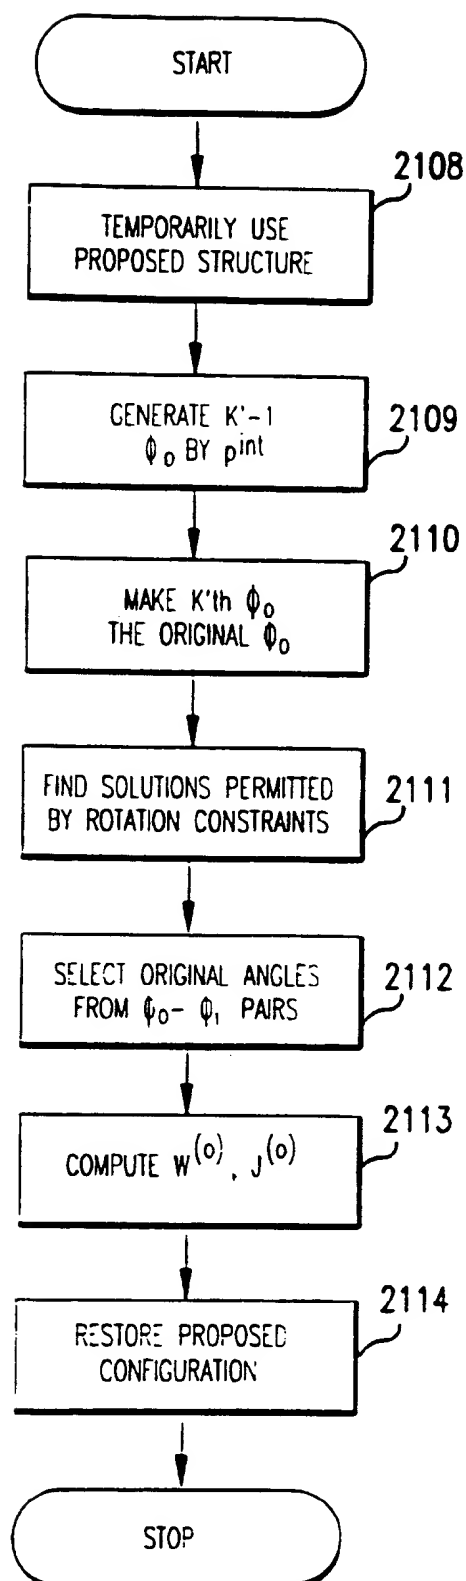 START
2108
TEMPORARILY USE
PROPOSED STRUCTURE
GENERATE K'-1
ϕ₀ BY pⁱⁿᵗ
2109
2110
MAKE K'th ϕ₀
THE ORIGINAL ϕ₀
FIND SOLUTIONS PERMITTED
BY ROTATION CONSTRAINTS
2111
SELECT ORIGINAL ANGLES
FROM ϕ₀- ϕ₁ PAIRS
2112
2113
COMPUTE W⁽⁰⁾, J⁽⁰⁾
2114
RESTORE PROPOSED
CONFIGURATION
STOP